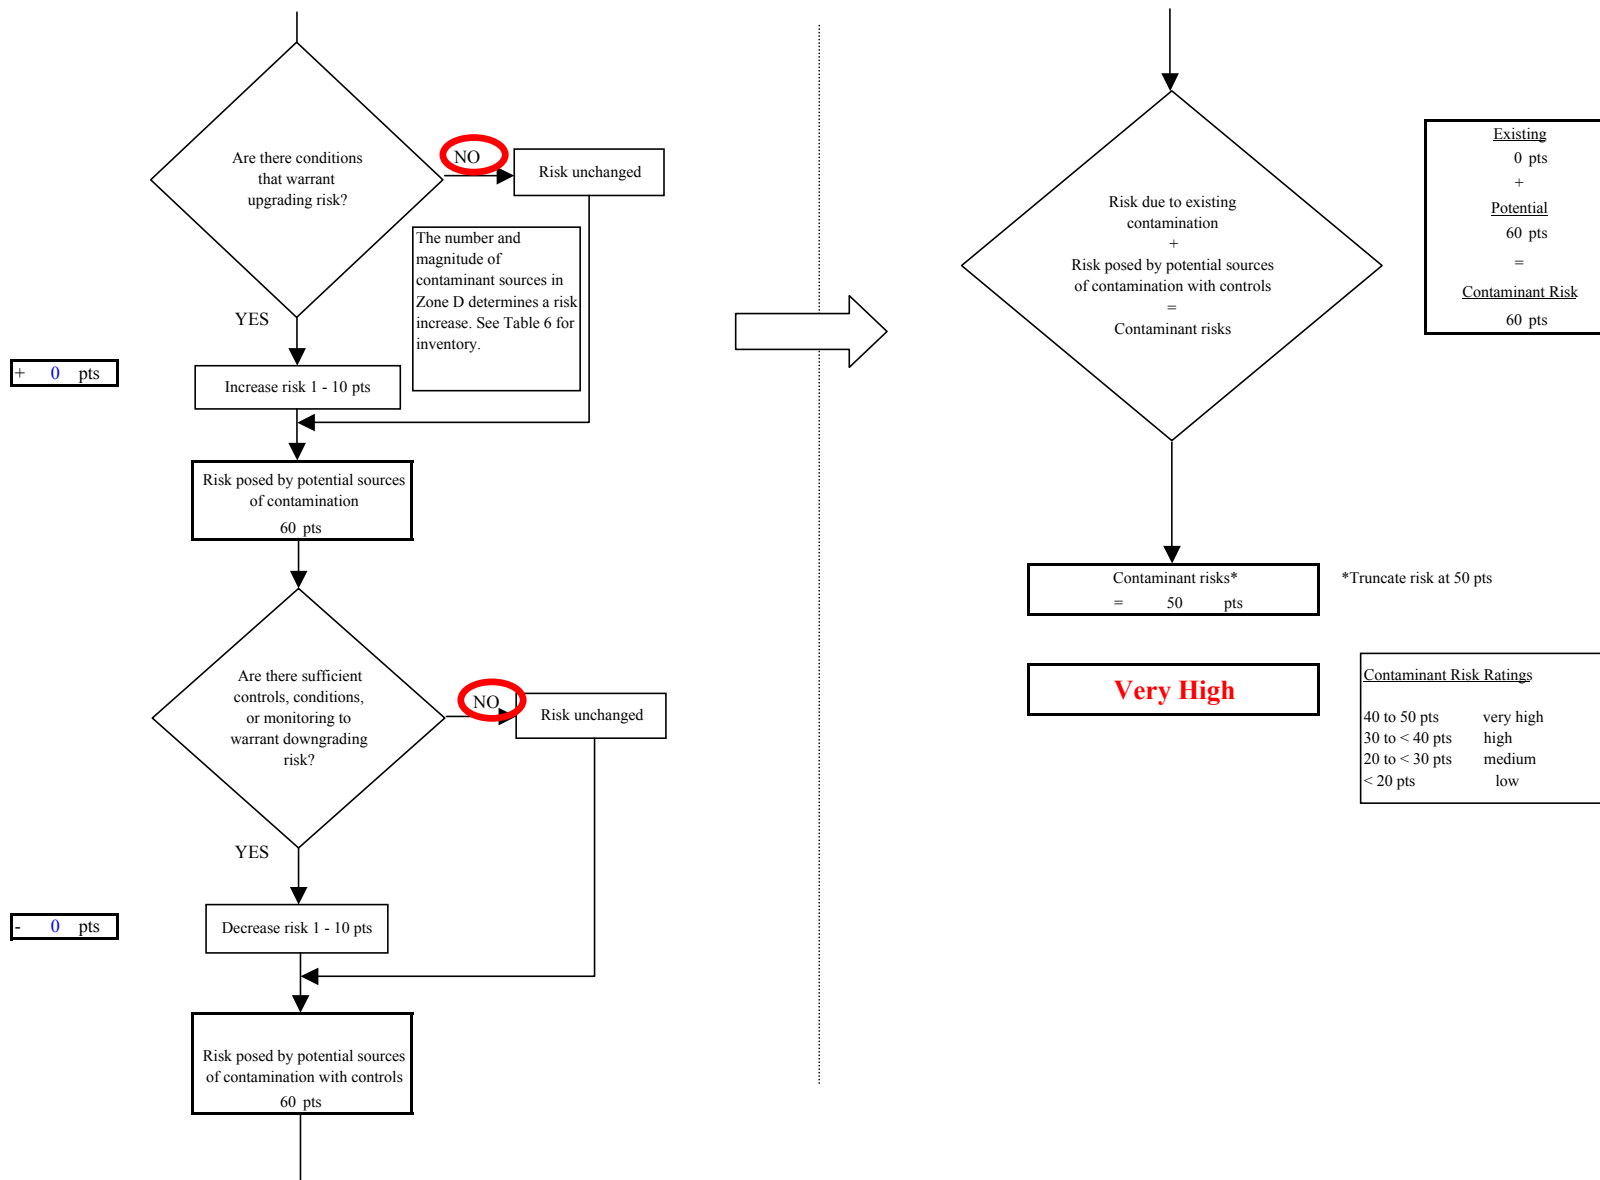 Are there conditions
that warrant
upgrading risk?
NO
Risk unchanged
The number and
magnitude of
contaminant sources in
Zone D determines a risk
increase. See Table 6 for
inventory.
YES
+ 0 pts
Increase risk 1 - 10 pts
Risk posed by potential sources
of contamination
60 pts
Are there sufficient
controls, conditions,
or monitoring to
warrant downgrading
risk?
NO
Risk unchanged
YES
- 0 pts
Decrease risk 1 - 10 pts
Risk posed by potential sources
of contamination with controls
60 pts
Risk due to existing
contamination
+
Risk posed by potential sources
of contamination with controls
=
Contaminant risks
Existing
0 pts
+
Potential
60 pts
=
Contaminant Risk
60 pts
Contaminant risks*
= 50 pts
*Truncate risk at 50 pts
Very High
Contaminant Risk Ratings
40 to 50 pts very high
30 to < 40 pts high
20 to < 30 pts medium
< 20 pts low